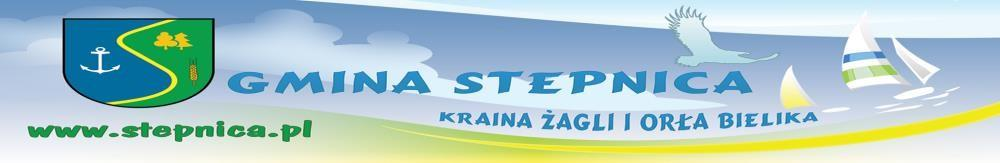 GMINA STEPNICA
KRAINA ŻAGLI I ORŁA BIELIKA
www.stepnica.pl